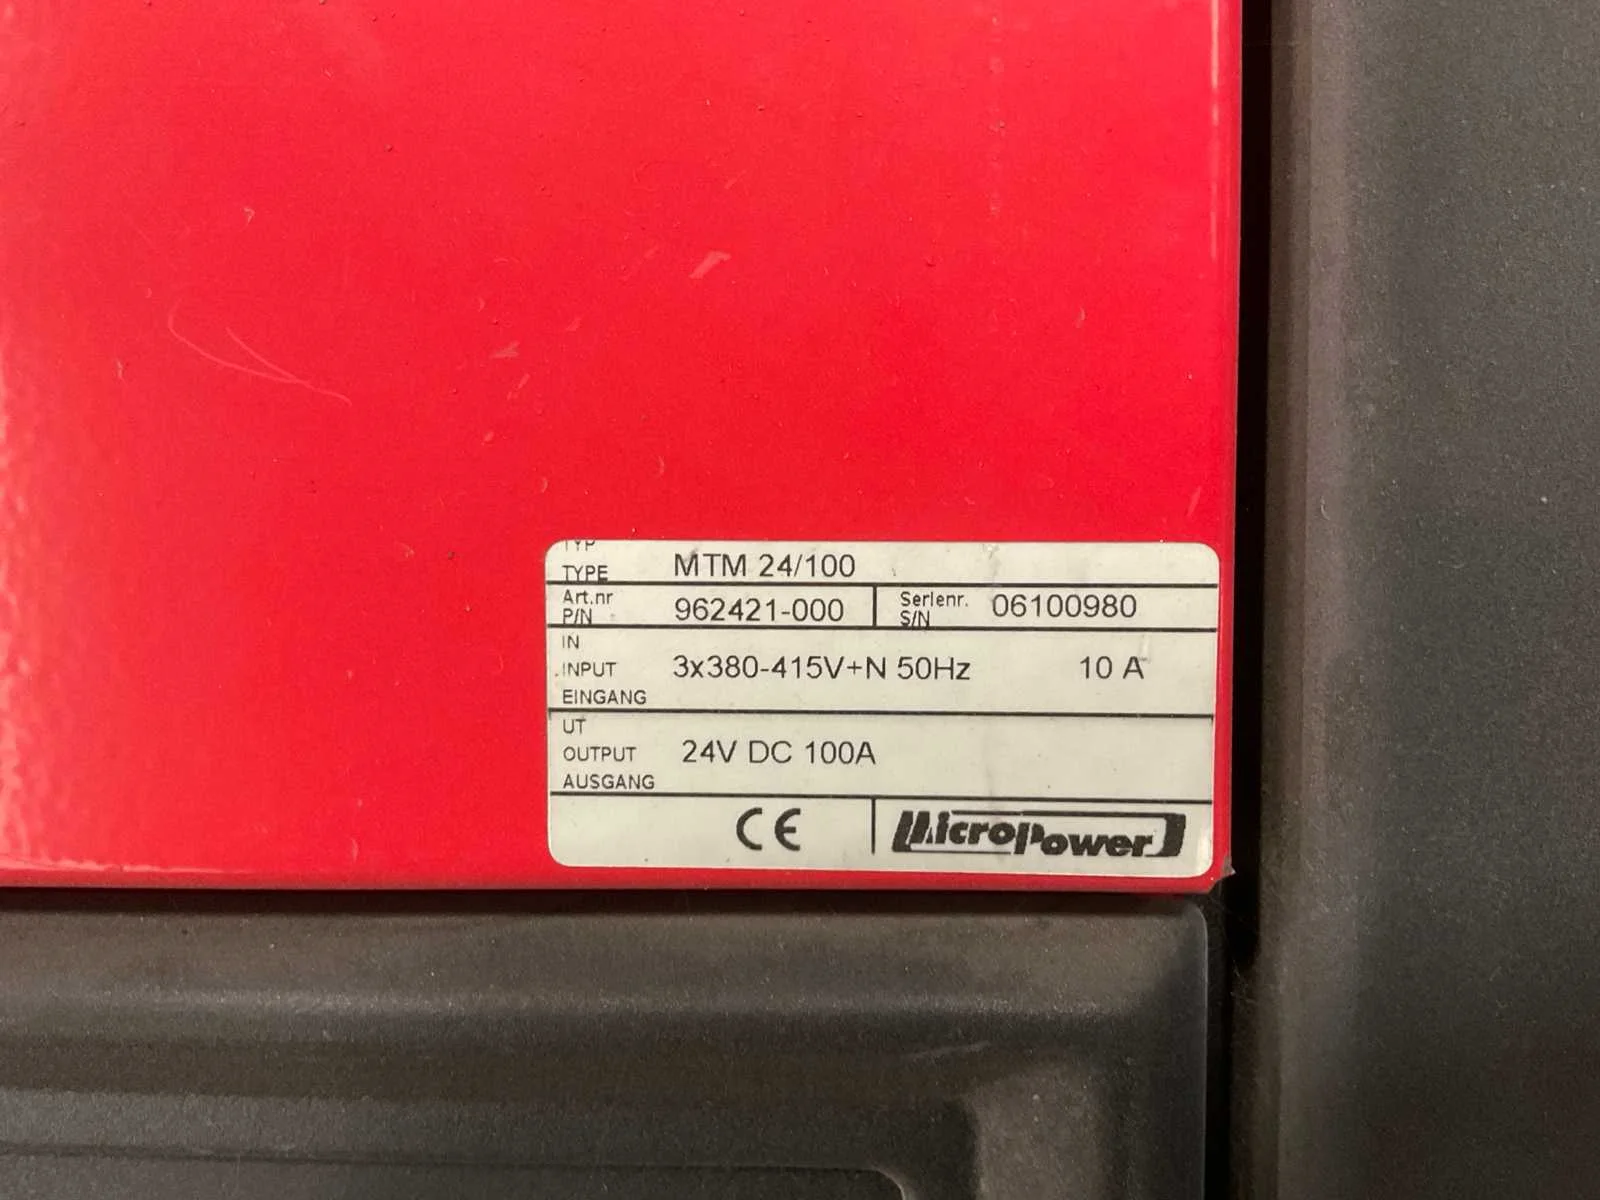 TYP
TYPE MTM 24/100
Art.nr
P/N 962421-000 Serienr.
S/N 06100980
IN
INPUT 3x380-415V+N 50Hz 10 A
EINGANG
UT
OUTPUT 24V DC 100A
AUSGANG
CE MicroPower